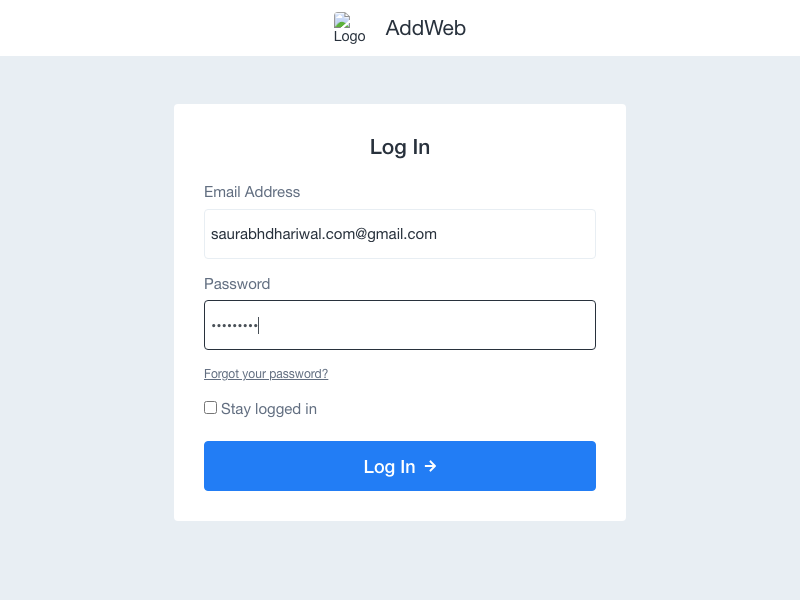 Logo
AddWeb
Log In
Email Address
saurabhdhariwal.com@gmail.com
Password
•••••••••
Forgot your password?
Stay logged in
Log In →